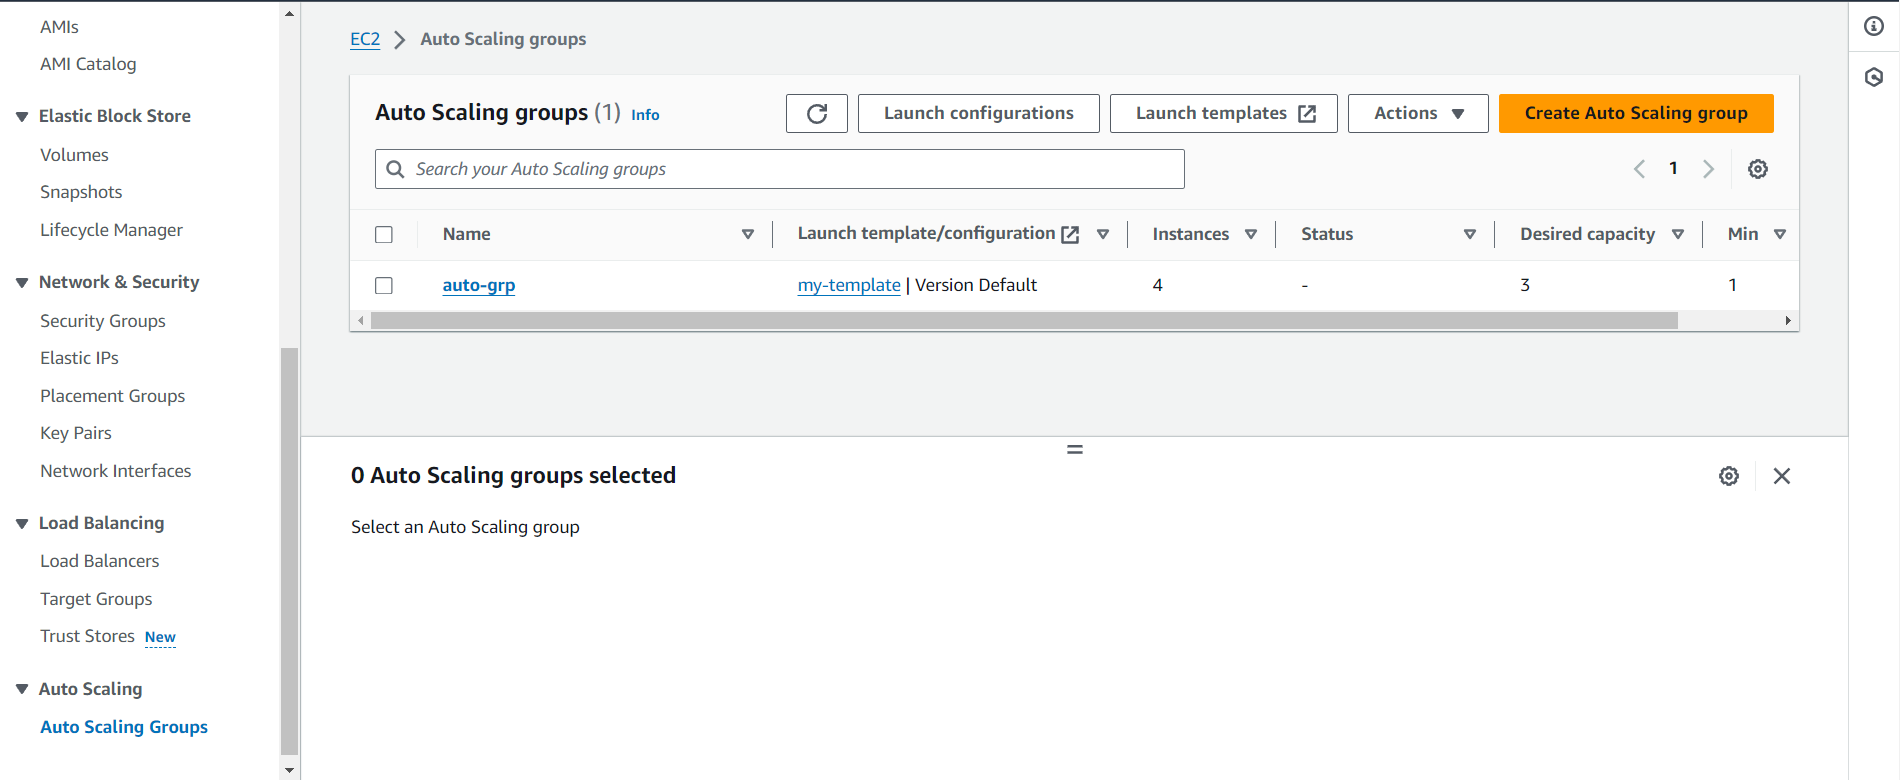 AMIs
AMI Catalog
Elastic Block Store
Volumes
Snapshots
Lifecycle Manager
Network & Security
Security Groups
Elastic IPs
Placement Groups
Key Pairs
Network Interfaces
Load Balancing
Load Balancers
Target Groups
Trust Stores New
Auto Scaling
Auto Scaling Groups
EC2 > Auto Scaling groups
Auto Scaling groups (1) Info
Launch configurations
Launch templates
Actions
Create Auto Scaling group
Search your Auto Scaling groups
1
Name Launch template/configuration Instances Status Desired capacity Min
auto-grp my-template | Version Default 4 - 3 1
0 Auto Scaling groups selected
Select an Auto Scaling group